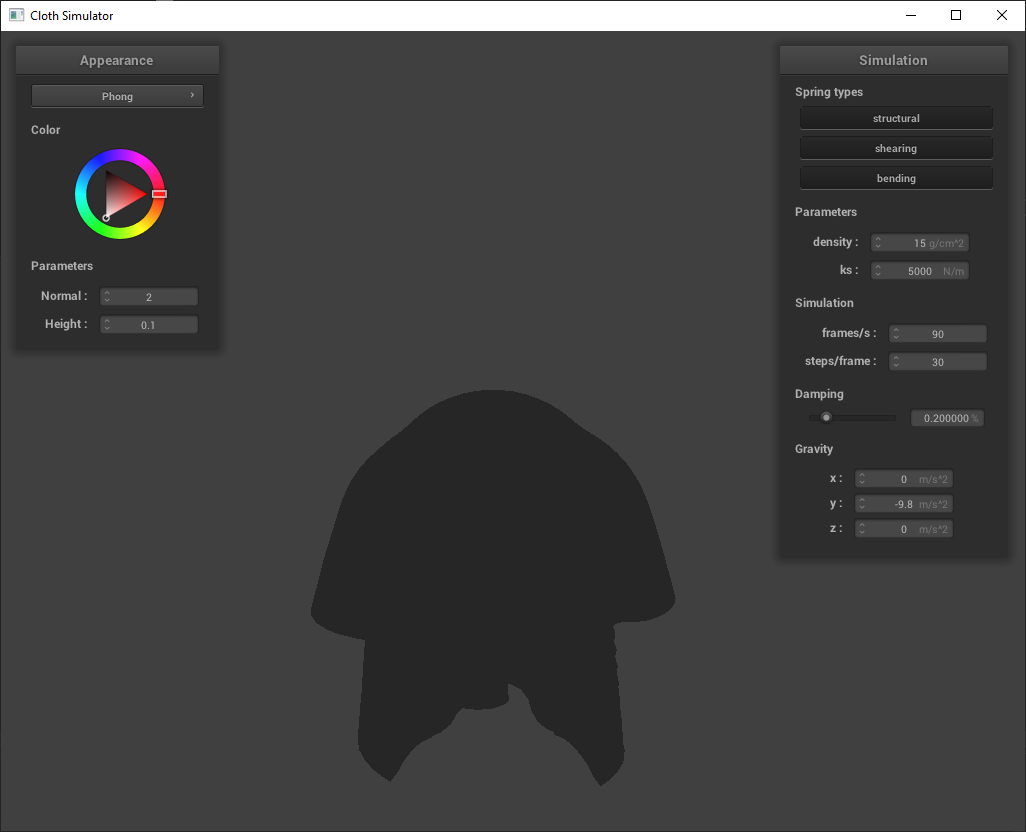 Cloth Simulator
Appearance
Phong
Color
Parameters
Normal : 2
Height : 0.1
Simulation
Spring types
structural
shearing
bending
Parameters
density : 15 g/cm^2
ks : 5000 N/m
Simulation
frames/s : 90
steps/frame : 30
Damping
0.200000 %
Gravity
x : 0 m/s^2
y : -9.8 m/s^2
z : 0 m/s^2